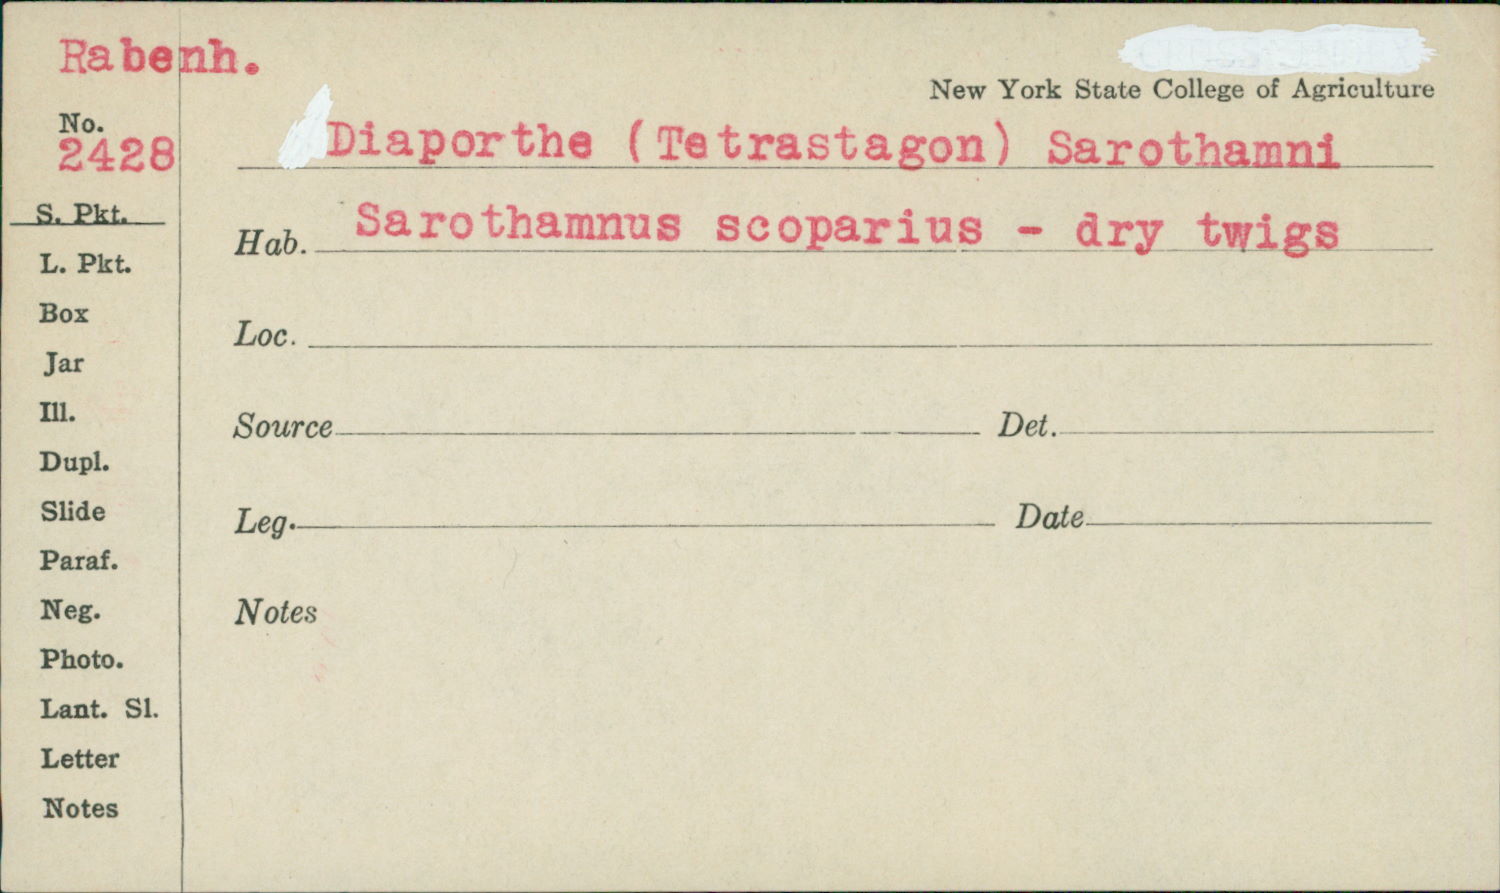 Rabenh.
New York State College of Agriculture
No.
2428
Diaporthe (Tetrastagon) Sarothamni
S. Pkt.
Hab. Sarothamnus scoparius - dry twigs
L. Pkt.
Box
Loc.
Jar
Ill.
Source Det.
Dupl.
Slide
Leg. Date
Paraf.
Neg.
Notes
Photo.
Lant. Sl.
Letter
Notes